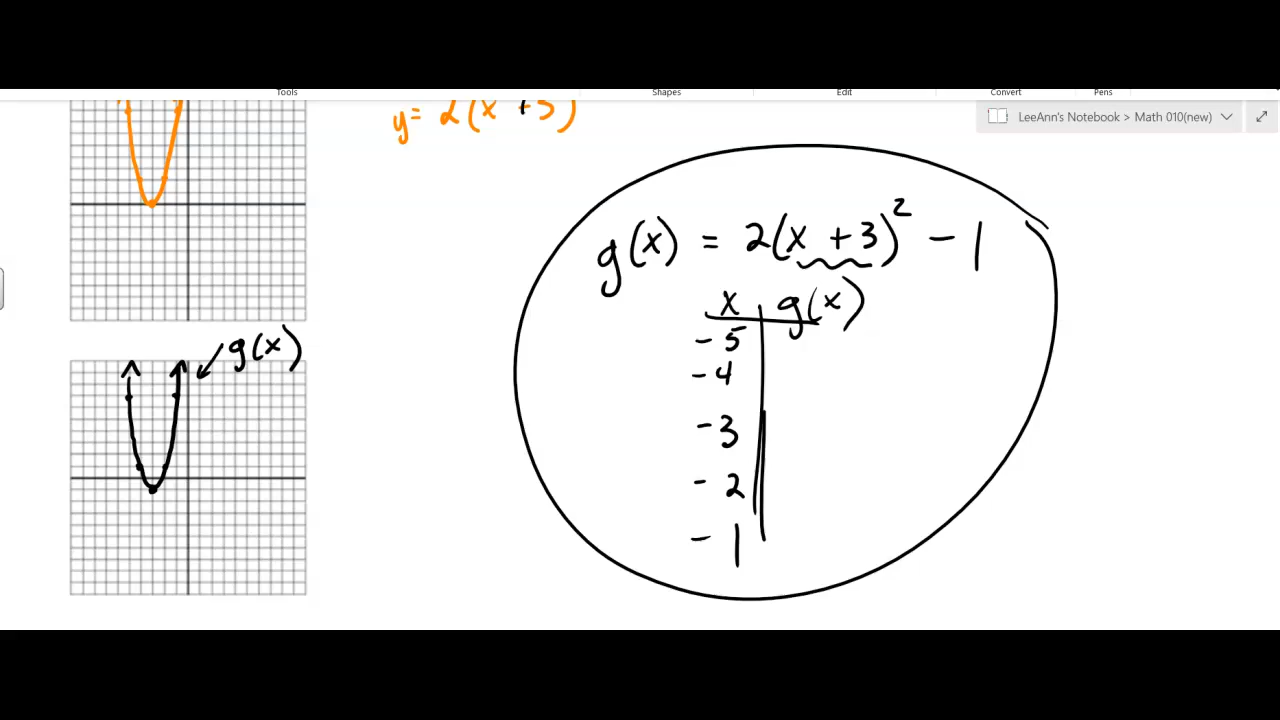 Tools Shapes Edit Convert Pens
LeeAnn's Notebook > Math 010(new)
g(x) = 2(x + 3)² - 1
x g(x)
-5
-4
-3
-2
-1
g(x)